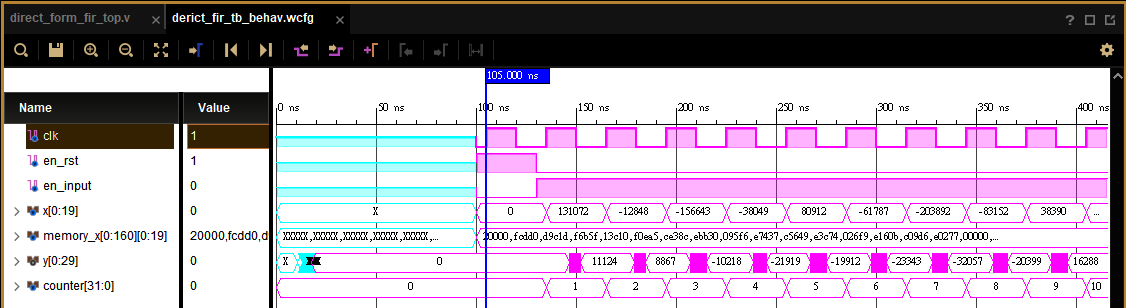 direct_form_fir_top.v × derict_fir_tb_behav.wcfg × ?
105.000 ns
Name Value 0 ns 50 ns 100 ns 150 ns 200 ns 250 ns 300 ns 350 ns 400 ns
clk 1
en_rst 1
en_input 0
x[0:19] 0 X 0 131072 -12848 -156643 -38049 80912 -61787 -203892 -83152 38390 ...
memory_x[0:160][0:19] 20000,fcdd0,d XXXXX,XXXXX,XXXXX,XXXXX,XXXXX,... 20000,fcdd0,d9c1d,f6b5f,13c10,f0ea5,ce38c,ebb30,095f6,e7437,c5649,e3c74,026f9,e160b,c09d6,e0277,00000,...
y[0:29] 0 X 0 11124 8867 -10218 -21919 -19912 -23343 -32057 -20399 16288
counter[31:0] 0 0 1 2 3 4 5 6 7 8 9 10